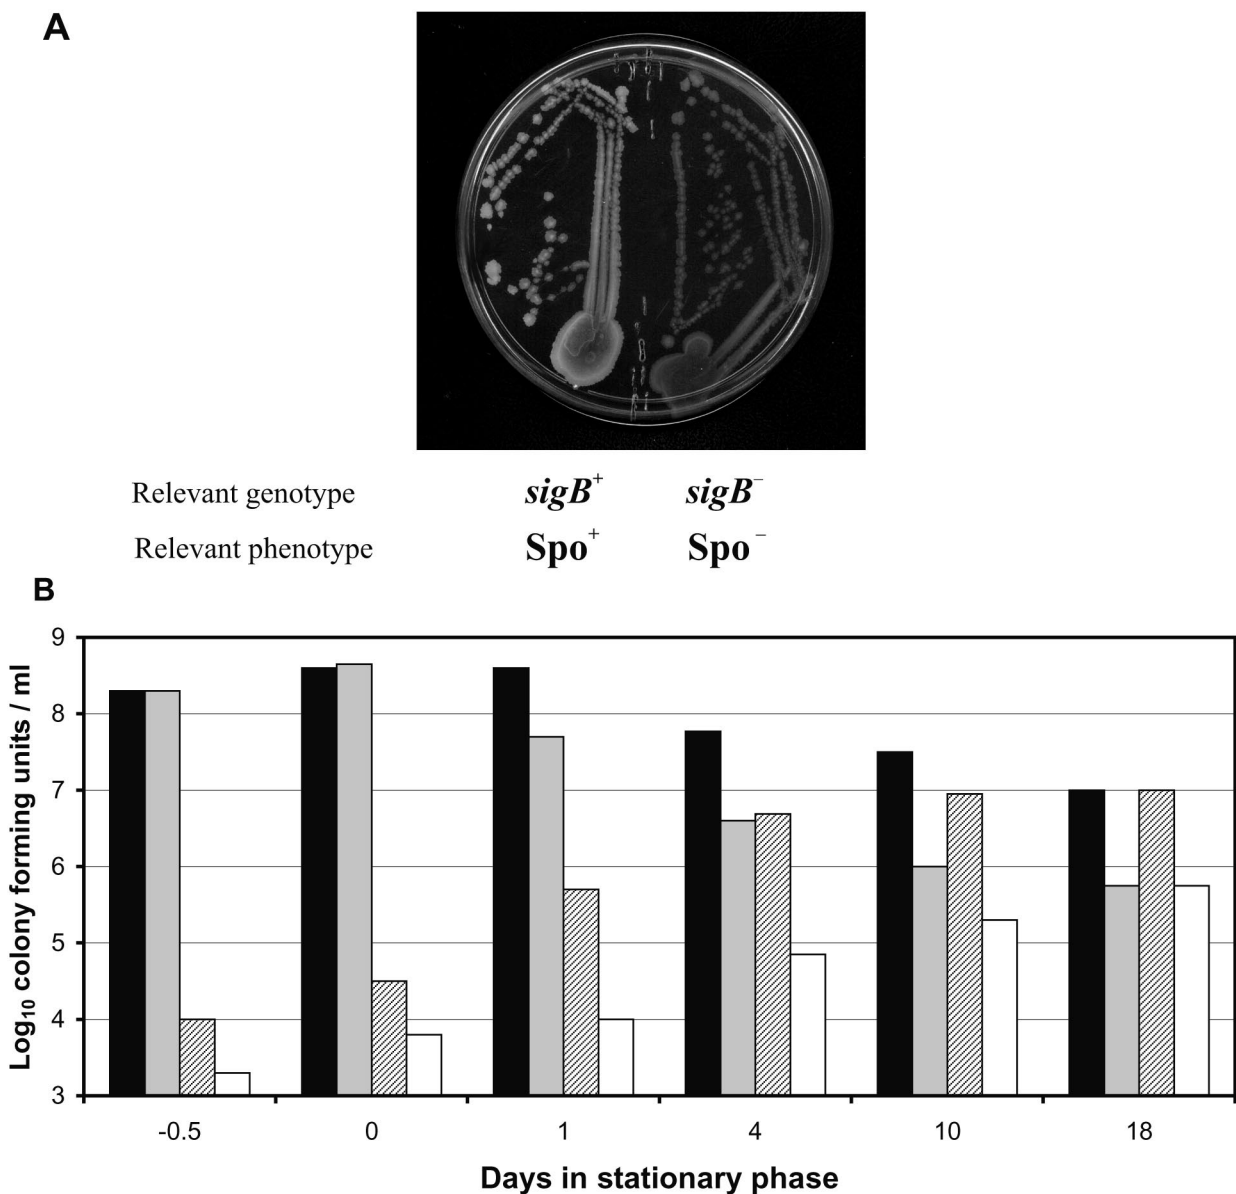 A
Relevant genotype sigB⁺ sigB⁻
Relevant phenotype Spo⁺ Spo⁻
B
Log₁₀ colony forming units / ml
9
8
7
6
5
4
3
-0.5 0 1 4 10 18
Days in stationary phase